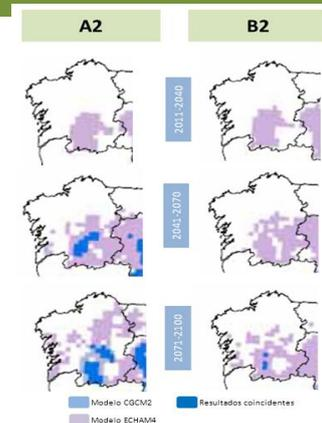 A2
B2
2011-2040
2041-2070
2071-2100
Modelo CGCM2
Resultados coincidentes
Modelo ECHAM4